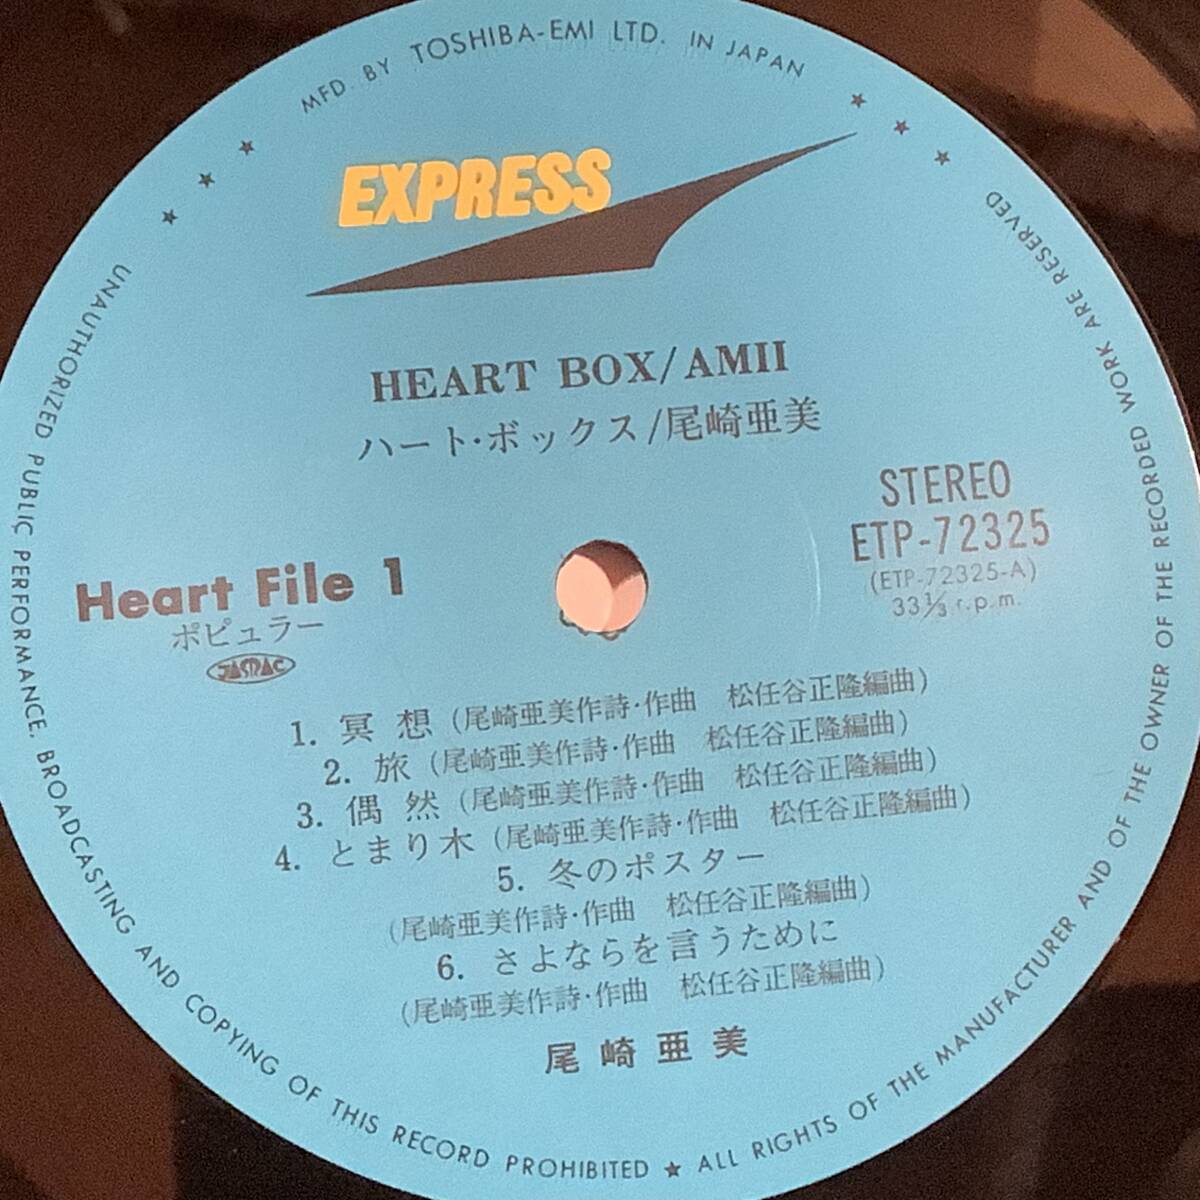 MFD. BY TOSHIBA-EMI LTD. IN JAPAN
EXPRESS
HEART BOX/AMII
ハート・ボックス/尾崎亜美
STEREO
ETP-72325
(ETP-72325-A)
33⅓ r.p.m.
Heart File 1
ポピュラー
JASRAC
1. 冥想 (尾崎亜美作詩・作曲 松任谷正隆編曲)
2. 旅 (尾崎亜美作詩・作曲 松任谷正隆編曲)
3. 偶然 (尾崎亜美作詩・作曲 松任谷正隆編曲)
4. とまり木 (尾崎亜美作詩・作曲 松任谷正隆編曲)
5. 冬のポスター
(尾崎亜美作詩・作曲 松任谷正隆編曲)
6. さよならを言うために
(尾崎亜美作詩・作曲 松任谷正隆編曲)
尾崎亜美
UNAUTHORIZED PUBLIC PERFORMANCE, BROADCASTING AND COPYING OF THIS RECORD PROHIBITED ★ ALL RIGHTS OF THE MANUFACTURER AND OF THE OWNER OF THE RECORDED WORK ARE RESERVED